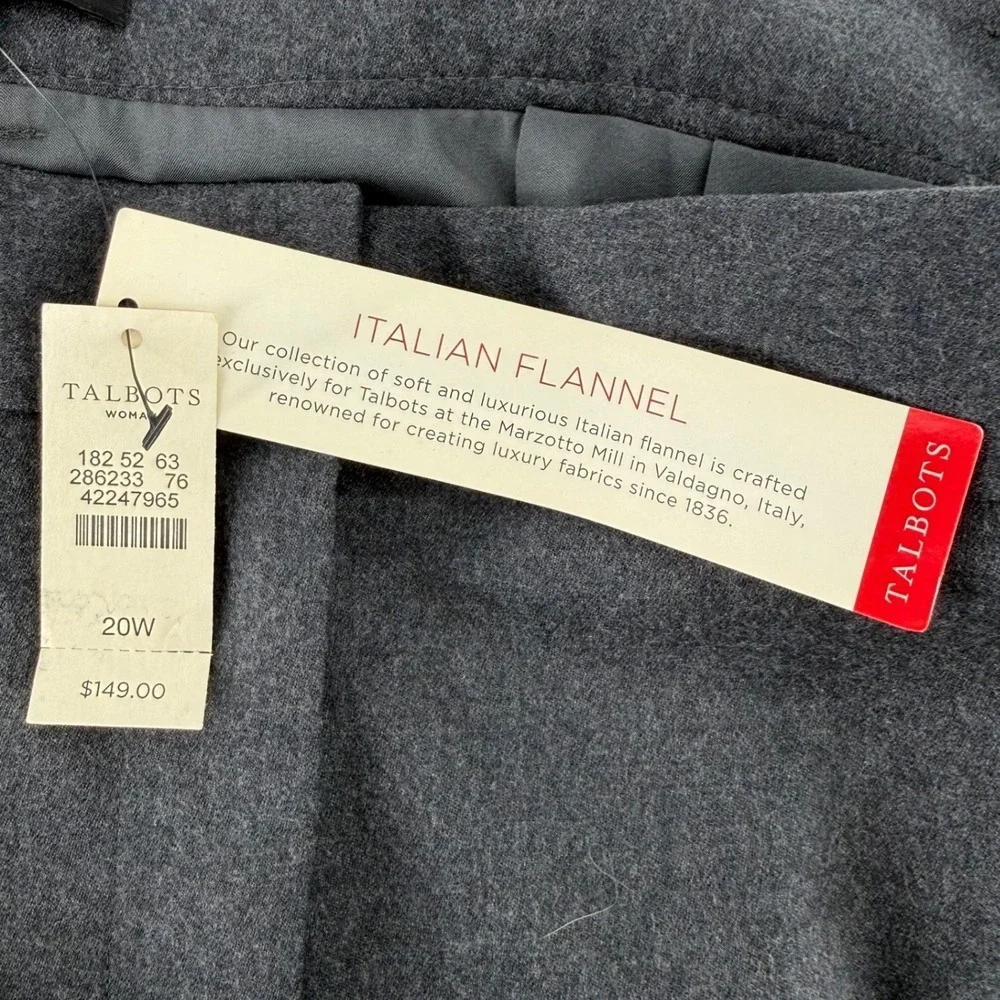 TALBOTS
182 52 63
286233 76
42247965
20W
$149.00
ITALIAN FLANNEL
Our collection of soft and luxurious Italian flannel is crafted
exclusively for Talbots at the Marzotto Mill in Valdagno, Italy,
renowned for creating luxury fabrics since 1836.
TALBOTS